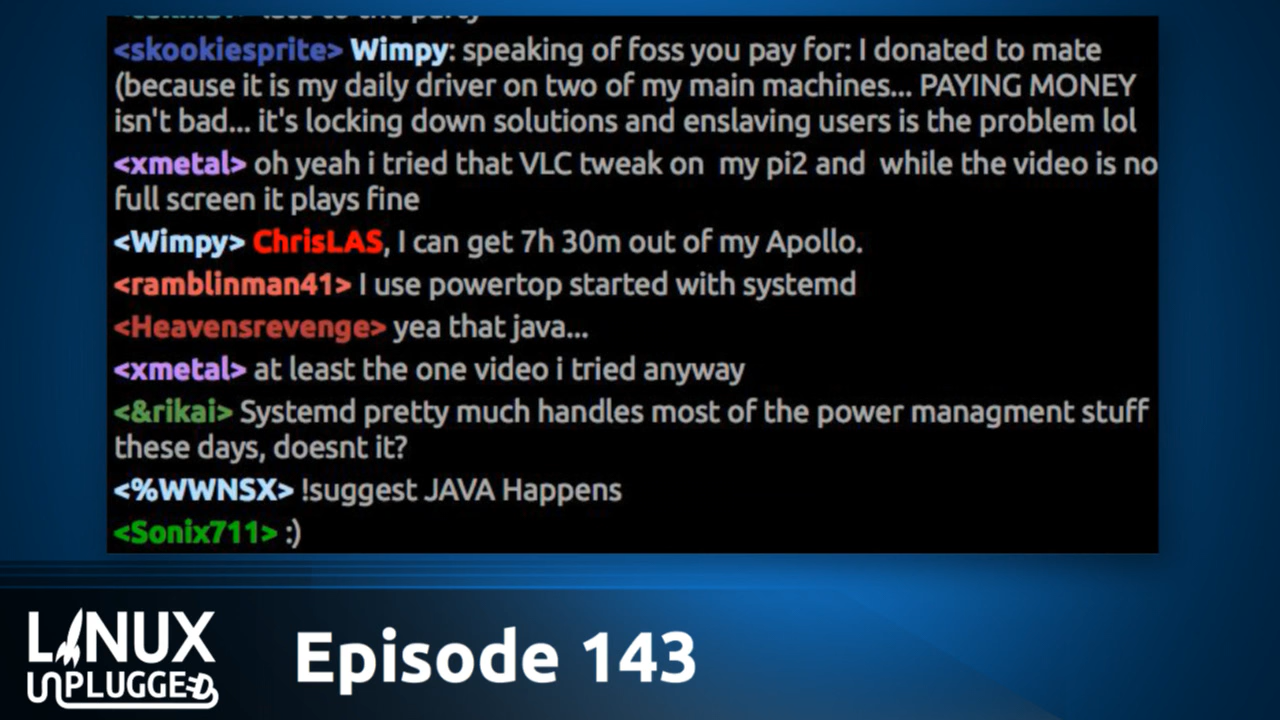 late to the party
<skookiesprite> Wimpy: speaking of foss you pay for: I donated to mate
(because it is my daily driver on two of my main machines... PAYING MONEY
isn't bad... it's locking down solutions and enslaving users is the problem lol
<xmetal> oh yeah i tried that VLC tweak on  my pi2 and  while the video is no
full screen it plays fine
<Wimpy> ChrisLAS, I can get 7h 30m out of my Apollo.
<ramblinman41> I use powertop started with systemd
<Heavensrevenge> yea that java...
<xmetal> at least the one video i tried anyway
<&rikai> Systemd pretty much handles most of the power managment stuff
these days, doesnt it?
<%WWNSX> !suggest JAVA Happens
<Sonix711> :)
LINUX
UNPLUGGED
Episode 143